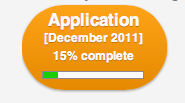 Application
[December 2011]
15% complete